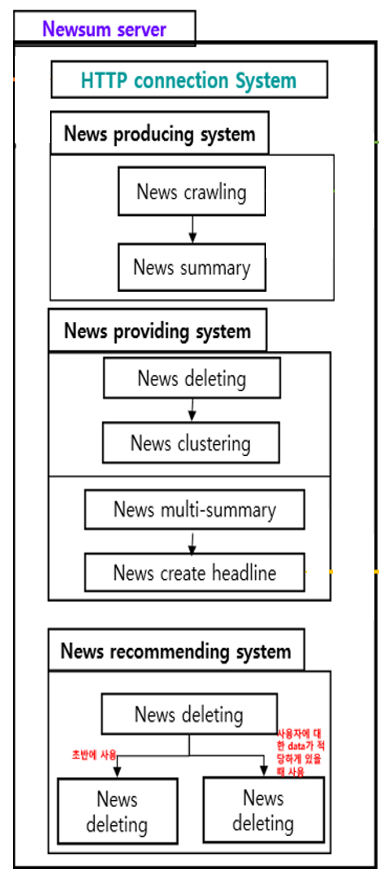 Newsum server
HTTP connection System
News producing system
News crawling
News summary
News providing system
News deleting
News clustering
News multi-summary
News create headline
News recommending system
News deleting
초반에 사용
사용자에 대
한 data가 적
당하게 있을
때 사용
News
deleting
News
deleting